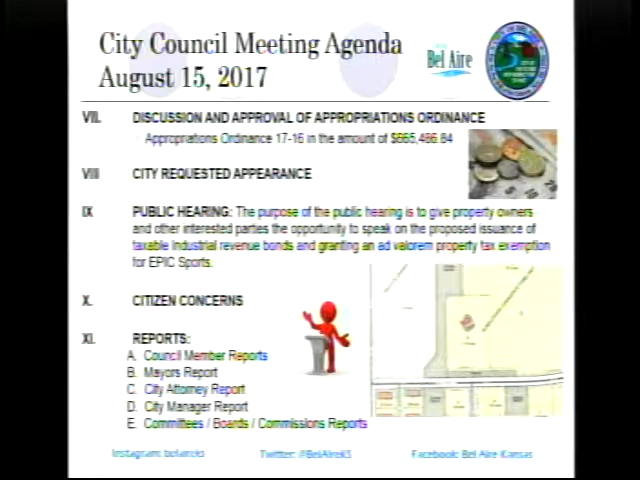 City Council Meeting Agenda
August 15, 2017
Bel Aire
VII. DISCUSSION AND APPROVAL OF APPROPRIATIONS ORDINANCE
Appropriations Ordinance 17-16 in the amount of $665,466.84
VIII CITY REQUESTED APPEARANCE
IX PUBLIC HEARING: The purpose of the public hearing is to give property owners
and other interested parties the opportunity to speak on the proposed issuance of
taxable Industrial revenue bonds and granting an ad valorem property tax exemption
for EPIC Sports.
X. CITIZEN CONCERNS
XI. REPORTS:
A. Council Member Reports
B. Mayors Report
C. City Attorney Report
D. City Manager Report
E. Committees / Boards / Commissions Reports
Instagram: belaireks Twitter: @BelAireKS Facebook: Bel Aire Kansas